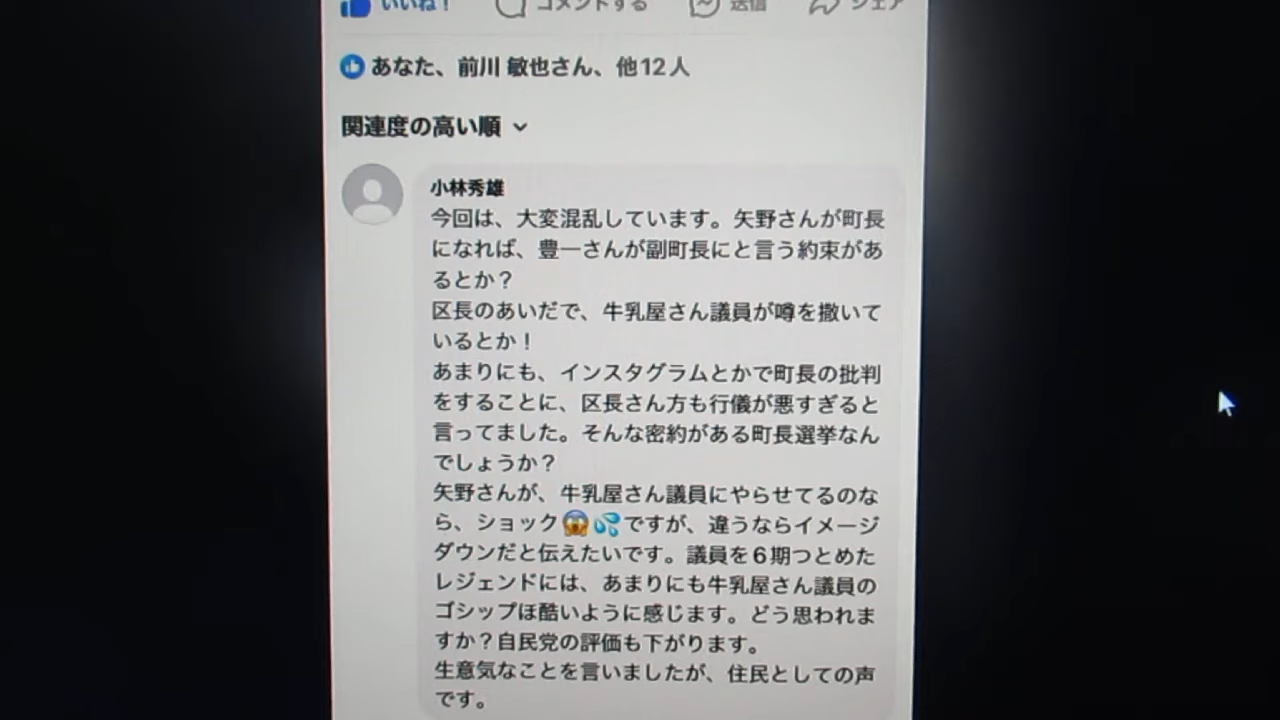 いいね！ コメントする 送信 シェア
あなた、前川 敏也さん、他12人
関連度の高い順
小林秀雄
今回は、大変混乱しています。矢野さんが町長
になれば、豊一さんが副町長にと言う約束があ
るとか？
区長のあいだで、牛乳屋さん議員が噂を撒いて
いるとか！
あまりにも、インスタグラムとかで町長の批判
をすることに、区長さん方も行儀が悪すぎると
言ってました。そんな密約がある町長選挙なん
でしょうか？
矢野さんが、牛乳屋さん議員にやらせてるのな
ら、ショック😱💦ですが、違うならイメージ
ダウンだと伝えたいです。議員を6期つとめた
レジェンドには、あまりにも牛乳屋さん議員の
ゴシップほ酷いように感じます。どう思われま
すか？自民党の評価も下がります。
生意気なことを言いましたが、住民としての声
です。